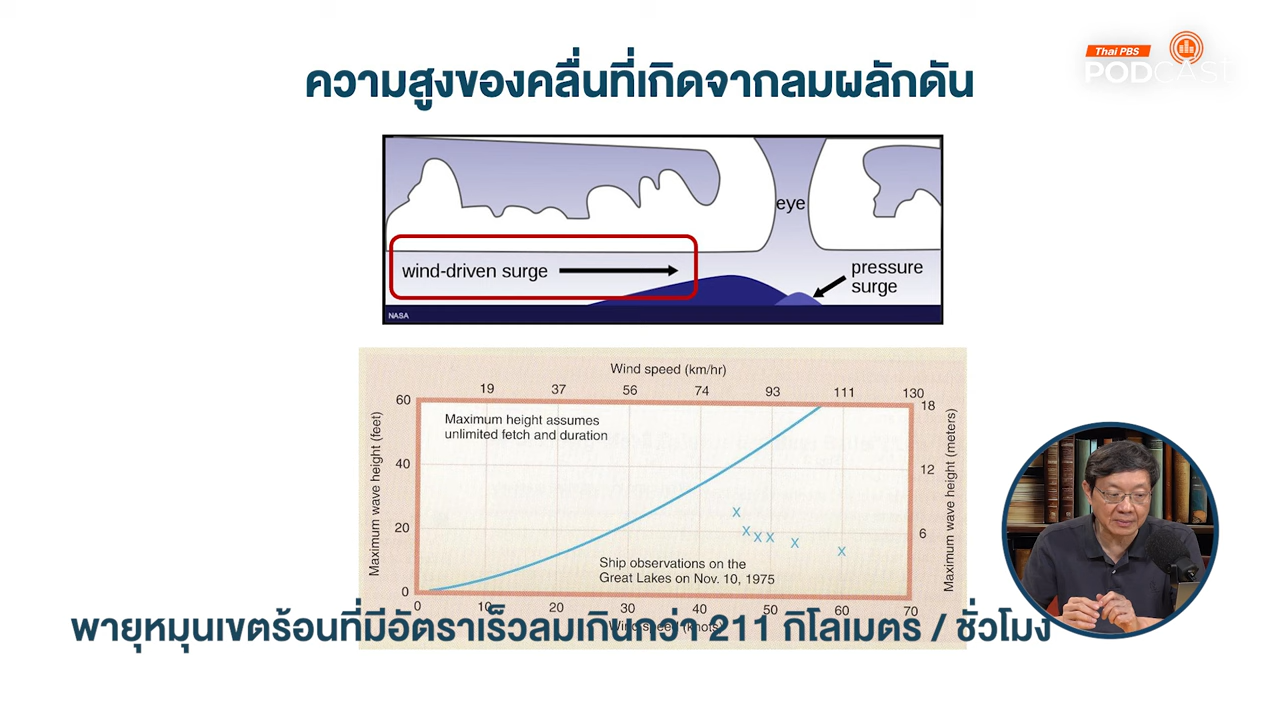 Thai PBS
PODCAST
ความสูงของคลื่นที่เกิดจากลมผลักดัน
eye
wind-driven surge
pressure
surge
NASA
Wind speed (km/hr)
19 37 56 74 93 111 130
60 18
Maximum height assumes
unlimited fetch and duration
Maximum wave height (feet)
Maximum wave height (meters)
40 12
20 6
x x x x x x
Ship observations on the
Great Lakes on Nov. 10, 1975
0
0 10 20 30 40 50 60 70
Wind speed (knots)
พายุหมุนเขตร้อนที่มีอัตราเร็วลมเกินกว่า 211 กิโลเมตร / ชั่วโมง